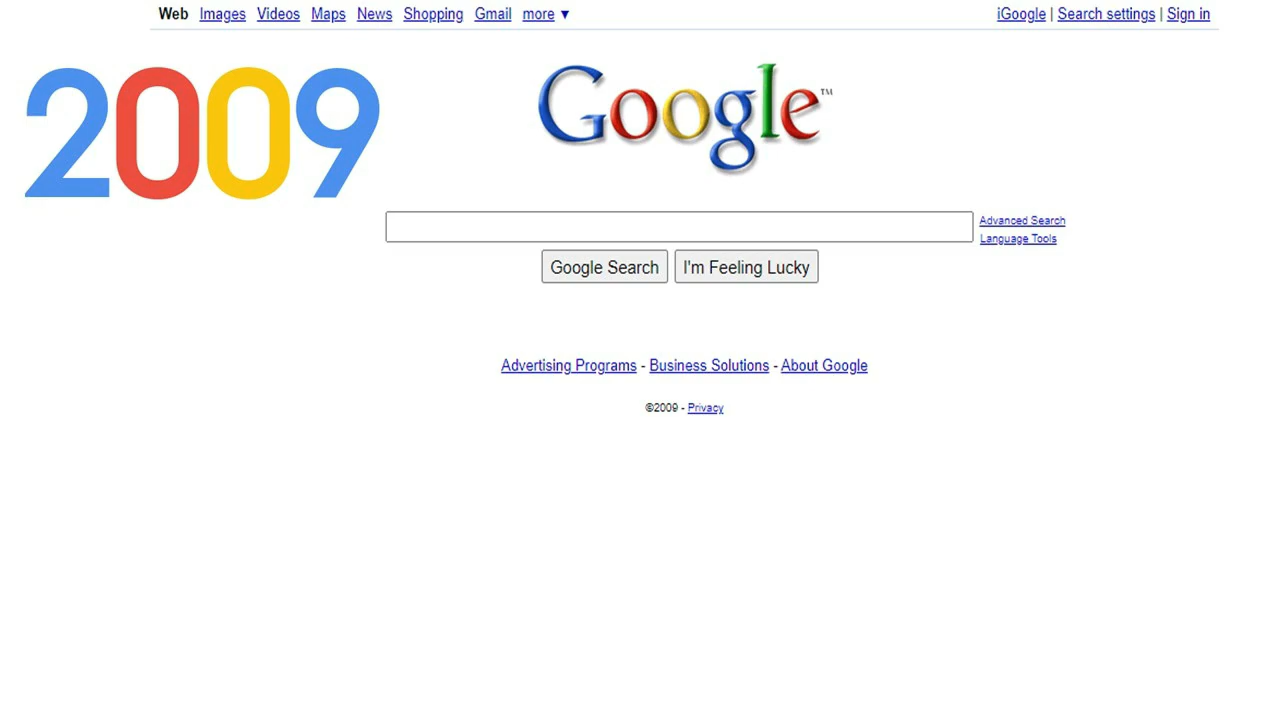 Web Images Videos Maps News Shopping Gmail more ▼ iGoogle | Search settings | Sign in
2009
Google™
Advanced Search
Language Tools
Google Search I'm Feeling Lucky
Advertising Programs - Business Solutions - About Google
©2009 - Privacy